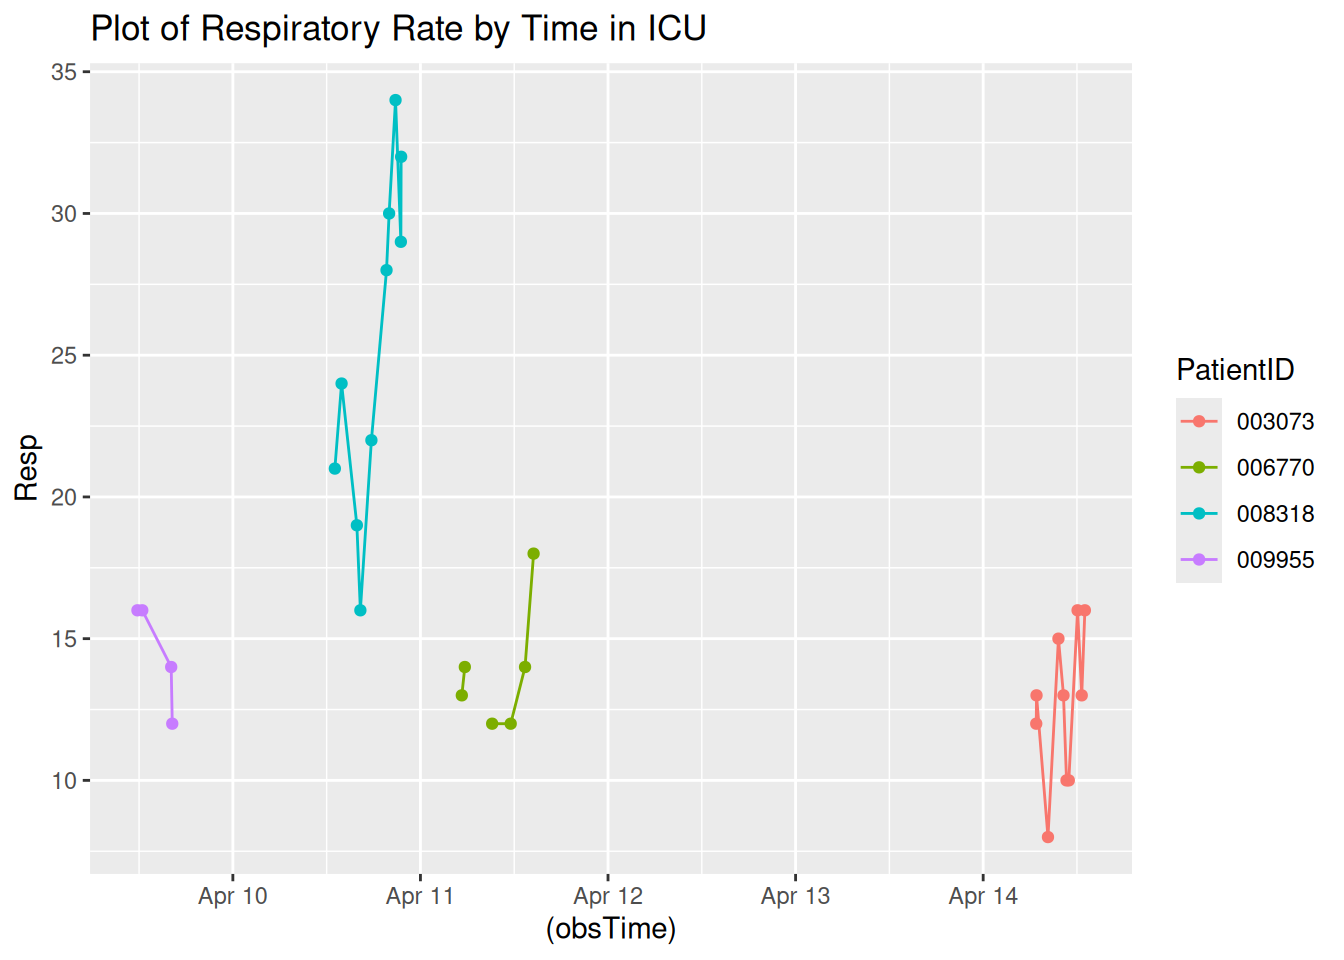 Plot of Respiratory Rate by Time in ICU
35
30
25
20
15
10
Resp
Apr 10
Apr 11
Apr 12
Apr 13
Apr 14
(obsTime)
PatientID
003073
006770
008318
009955